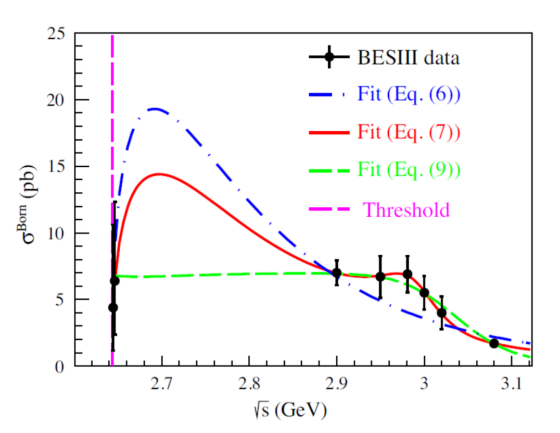 25
20
15
10
5
0
σ^Born (pb)
BESIII data
Fit (Eq. (6))
Fit (Eq. (7))
Fit (Eq. (9))
Threshold
2.7 2.8 2.9 3 3.1
√s (GeV)